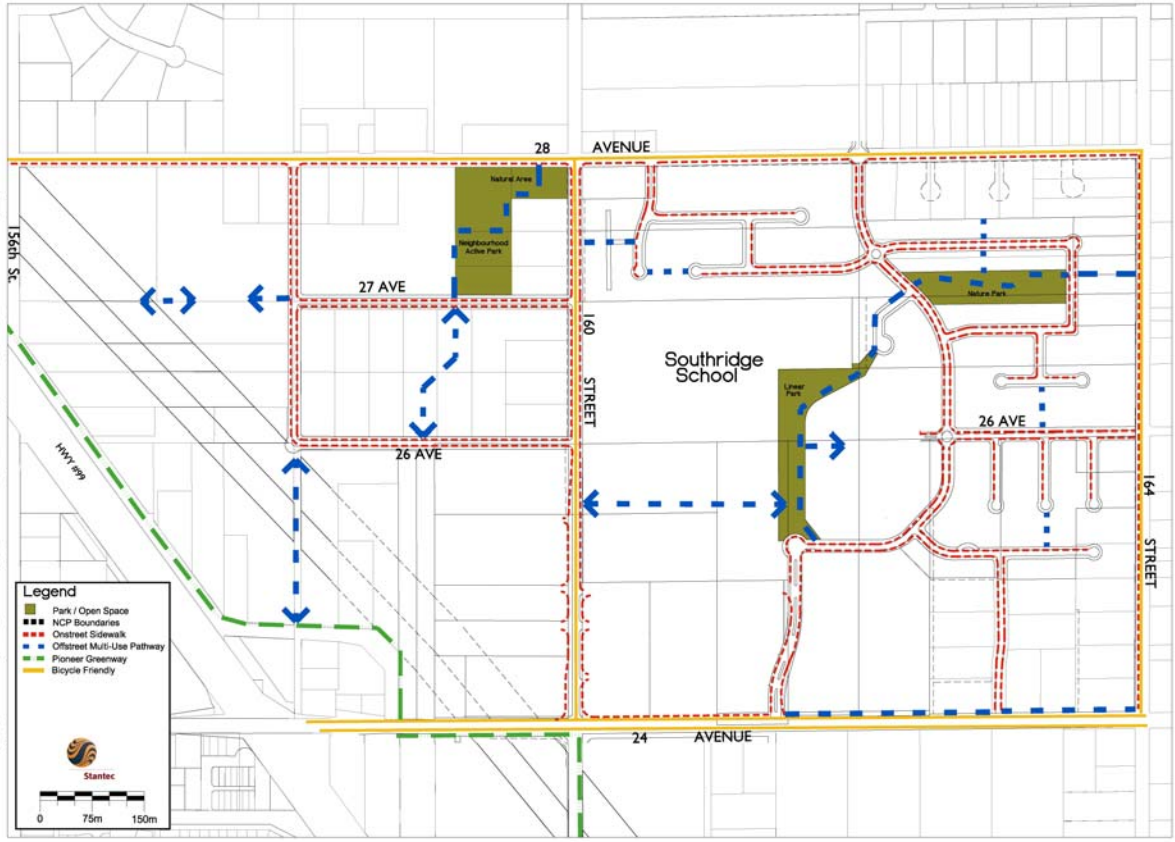 28 AVENUE
156th St.
Natural Area
Neighbourhood
Active Park
27 AVE
160 STREET
Southridge
School
Nature Park
Linear
Park
26 AVE
26 AVE
HWY #99
164 STREET
Legend
Park / Open Space
NCP Boundaries
Onstreet Sidewalk
Offstreet Multi-Use Pathway
Pioneer Greenway
Bicycle Friendly
Stantec
0 75m 150m
24 AVENUE